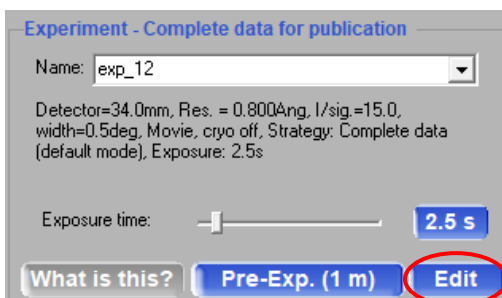 Experiment - Complete data for publication
Name: exp_12
Detector=34.0mm, Res. = 0.800Ang, I/sig.=15.0,
width=0.5deg, Movie, cryo off, Strategy: Complete data
(default mode), Exposure: 2.5s
Exposure time: 2.5 s
What is this? Pre-Exp. (1 m) Edit